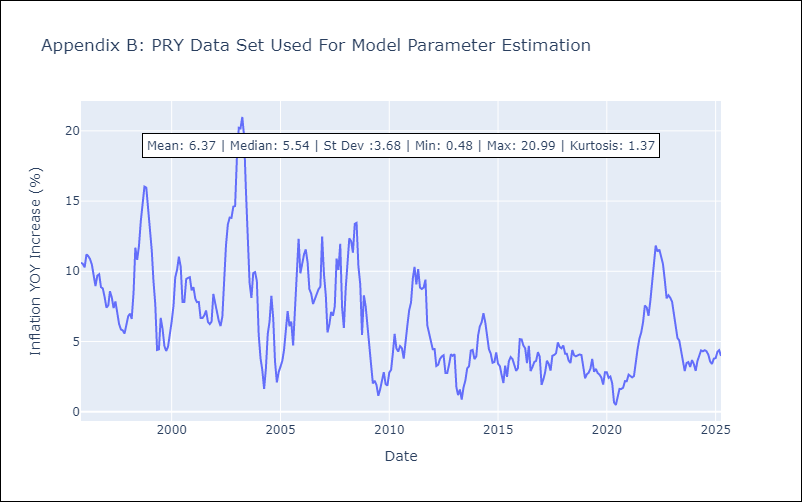 Appendix B: PRY Data Set Used For Model Parameter Estimation
Mean: 6.37 | Median: 5.54 | St Dev :3.68 | Min: 0.48 | Max: 20.99 | Kurtosis: 1.37
Inflation YOY Increase (%)
20
15
10
5
0
2000
2005
2010
2015
2020
2025
Date